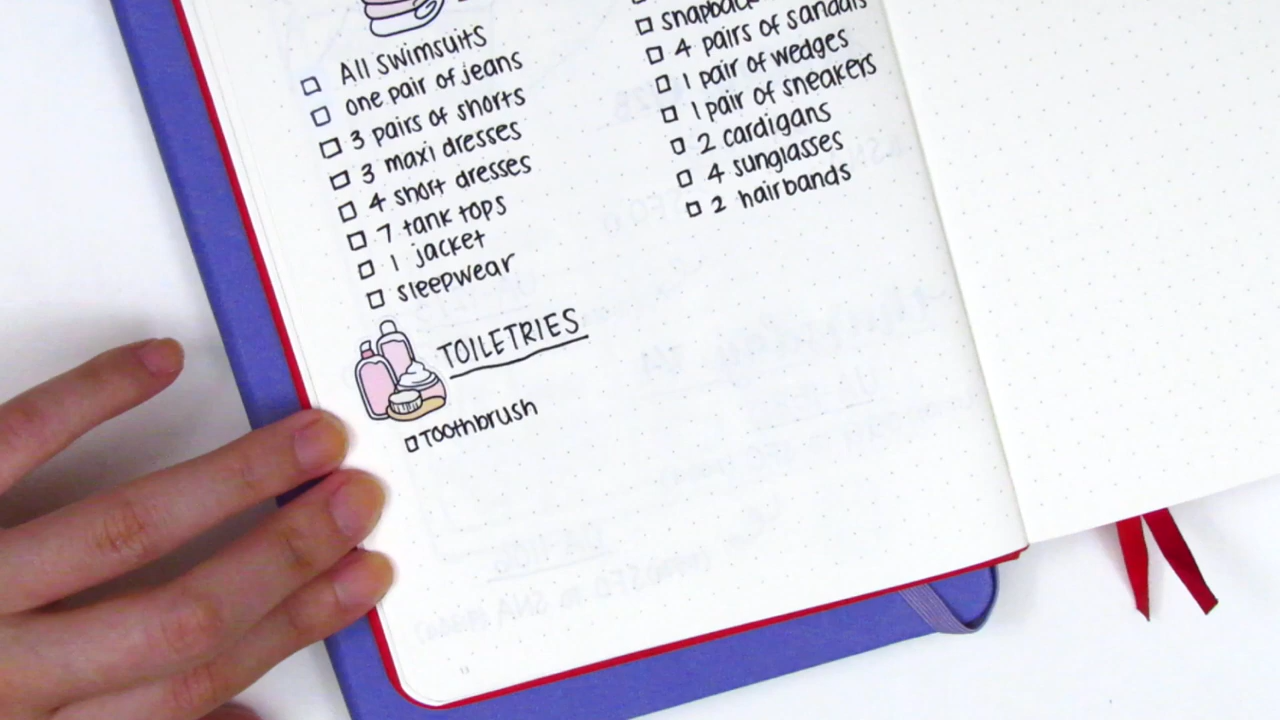 All swimsuits
one pair of jeans
3 pairs of shorts
3 maxi dresses
4 short dresses
7 tank tops
1 jacket
sleepwear
snapback
4 pairs of sandals
1 pair of wedges
1 pair of sneakers
2 cardigans
4 sunglasses
2 hairbands
TOILETRIES
Toothbrush